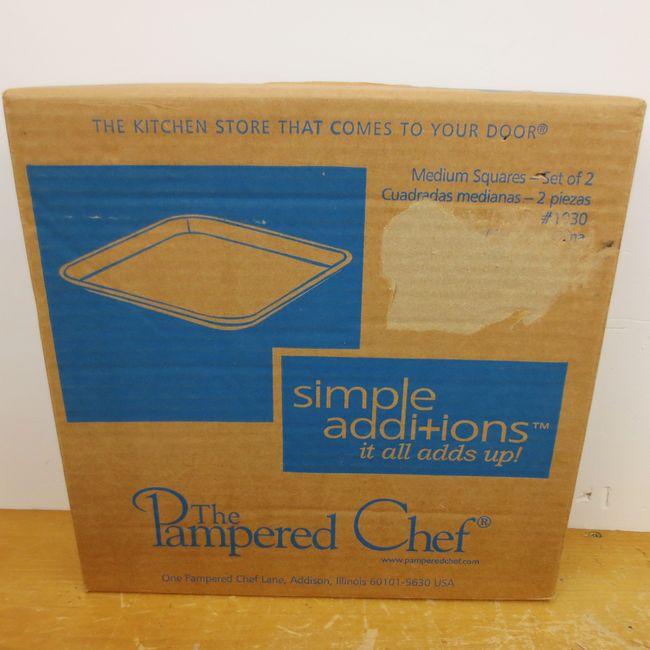 THE KITCHEN STORE THAT COMES TO YOUR DOOR®
Medium Squares – Set of 2
Cuadradas medianas – 2 piezas
#1930
simple
additions™
it all adds up!
The
Pampered Chef®
www.pamperedchef.com
One Pampered Chef Lane, Addison, Illinois 60101-5630 USA